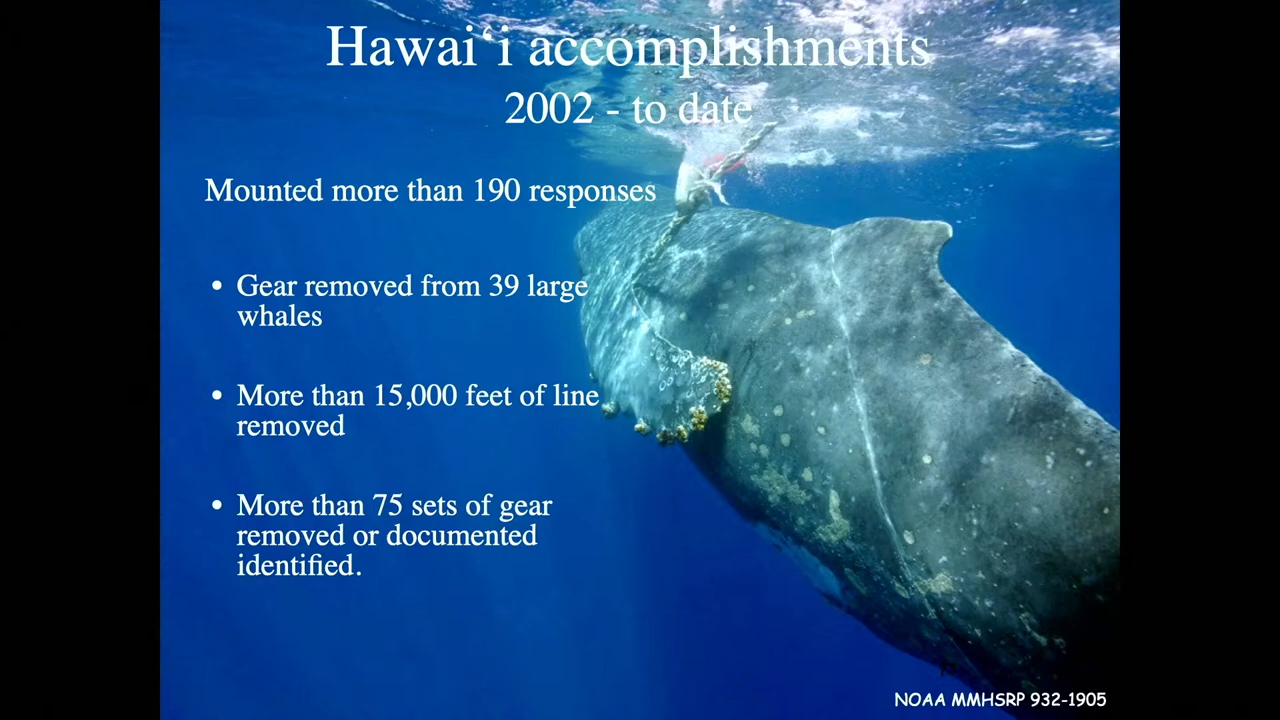 Hawaiʻi accomplishments
2002 - to date
Mounted more than 190 responses
• Gear removed from 39 large
whales
• More than 15,000 feet of line
removed
• More than 75 sets of gear
removed or documented
identified.
NOAA MMHSRP 932-1905